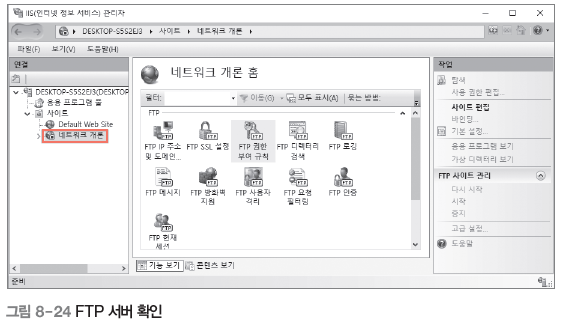 IIS(인터넷 정보 서비스) 관리자
DESKTOP-S5S2EJ3 ▸ 사이트 ▸ 네트워크 개론 ▸
파일(F) 보기(V) 도움말(H)
연결
DESKTOP-S5S2EJ3(DESKTOP
응용 프로그램 풀
사이트
Default Web Site
네트워크 개론
네트워크 개론 홈
필터: 이동(G) 모두 표시(A) 묶는 방법:
FTP
FTP IP 주소 및 도메인...
FTP SSL 설정
FTP 권한 부여 규칙
FTP 디렉터리 검색
FTP 로깅
FTP 메시지
FTP 방화벽 지원
FTP 사용자 격리
FTP 요청 필터링
FTP 인증
FTP 현재 세션
기능 보기 콘텐츠 보기
작업
탐색
사용 권한 편집...
사이트 편집
바인딩...
기본 설정...
응용 프로그램 보기
가상 디렉터리 보기
FTP 사이트 관리
다시 시작
시작
중지
고급 설정...
도움말
준비
그림 8-24 FTP 서버 확인